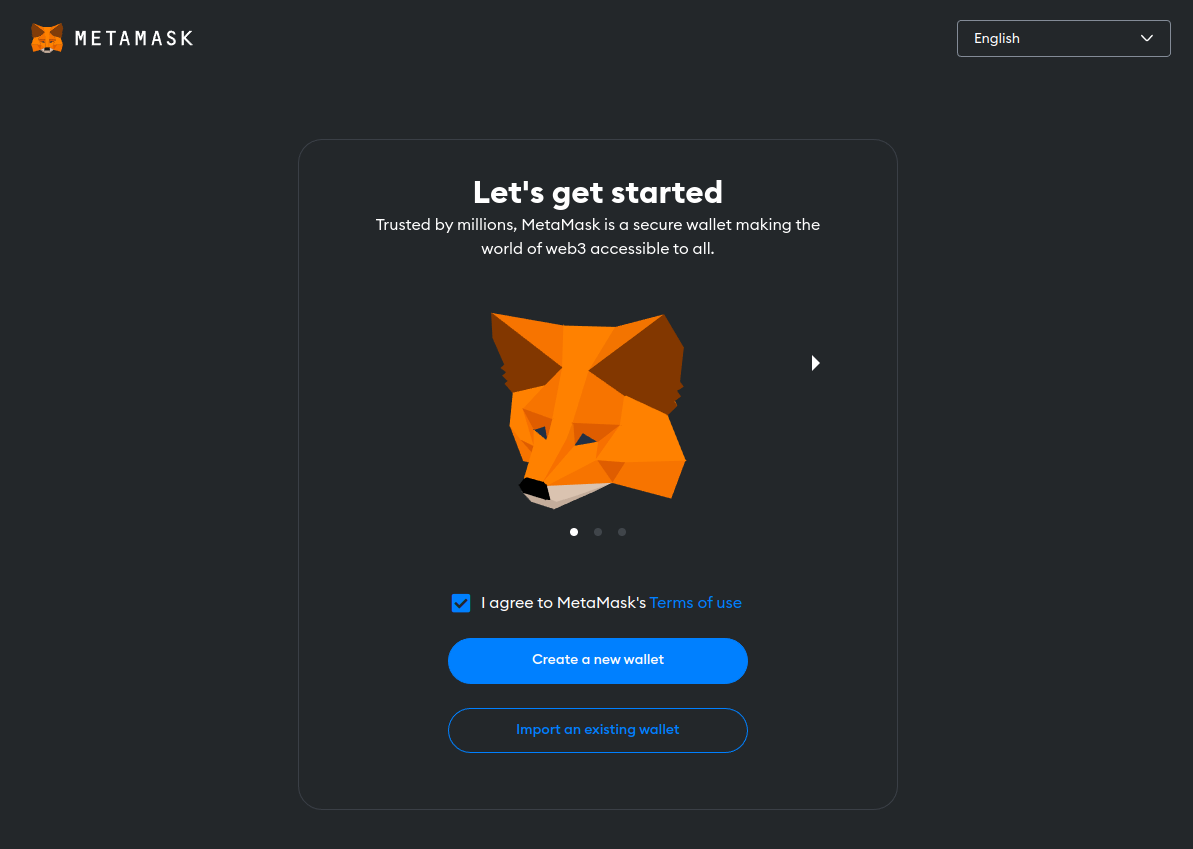 METAMASK
English
Let's get started
Trusted by millions, MetaMask is a secure wallet making the
world of web3 accessible to all.
I agree to MetaMask's Terms of use
Create a new wallet
Import an existing wallet